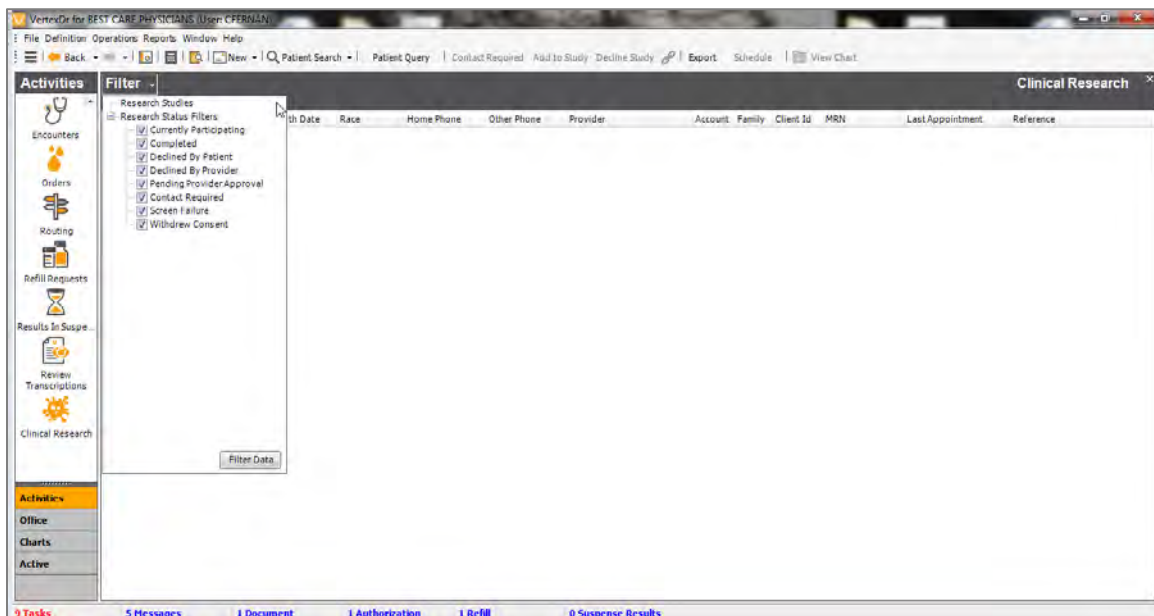 VertexDr for BEST CARE PHYSICIANS (User: CFERNAN)
File Definition Operations Reports Window Help
Back New Patient Search Patient Query Contact Required Add to Study Decline Study Export Schedule View Chart
Activities Filter Clinical Research
Research Studies
th Date Race Home Phone Other Phone Provider Account Family Client Id MRN Last Appointment Reference
Research Status Filters
Currently Participating
Completed
Declined By Patient
Declined By Provider
Pending Provider Approval
Contact Required
Screen Failure
Withdrew Consent
Filter Data
Encounters
Orders
Routing
Refill Requests
Results In Suspe...
Review
Transcriptions
Clinical Research
Activities
Office
Charts
Active
9 Tasks 5 Messages 1 Document 1 Authorization 1 Refill 0 Suspense Results